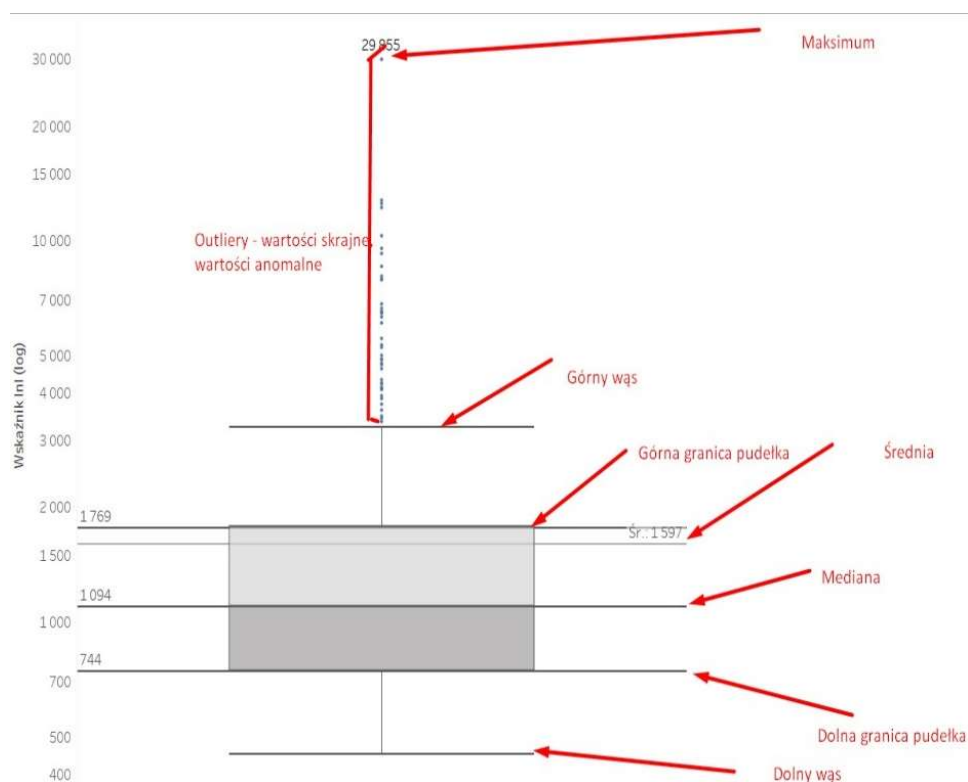 29 955
Maksimum
30 000
20 000
15 000
Outliery - wartości skrajne,
wartości anomalne
10 000
7 000
5 000
Górny wąs
4 000
Wskaźnik InI (log)
3 000
Górna granica pudełka
Średnia
2 000
1 769
Śr.: 1 597
1 500
Mediana
1 094
1 000
744
700
Dolna granica pudełka
500
Dolny wąs
400